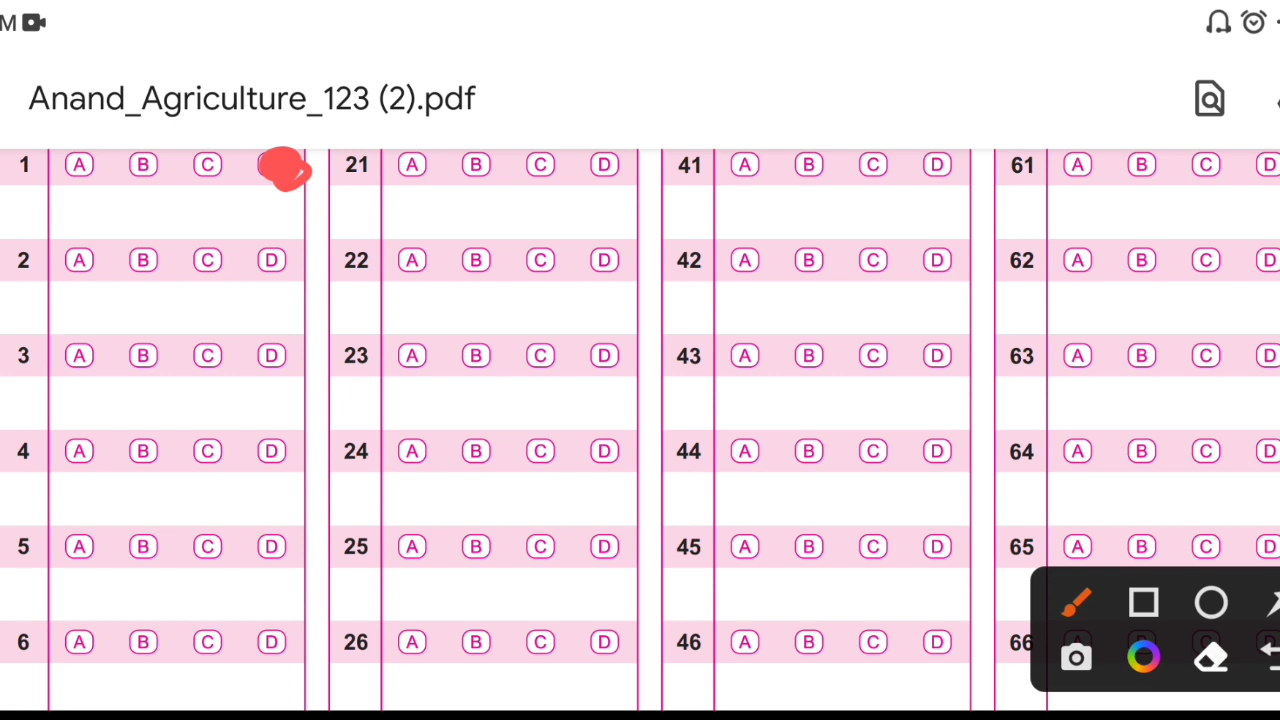 M
Anand_Agriculture_123 (2).pdf
1 A B C 21 A B C D 41 A B C D 61 A B C D
2 A B C D 22 A B C D 42 A B C D 62 A B C D
3 A B C D 23 A B C D 43 A B C D 63 A B C D
4 A B C D 24 A B C D 44 A B C D 64 A B C D
5 A B C D 25 A B C D 45 A B C D 65 A B C D
6 A B C D 26 A B C D 46 A B C D 66